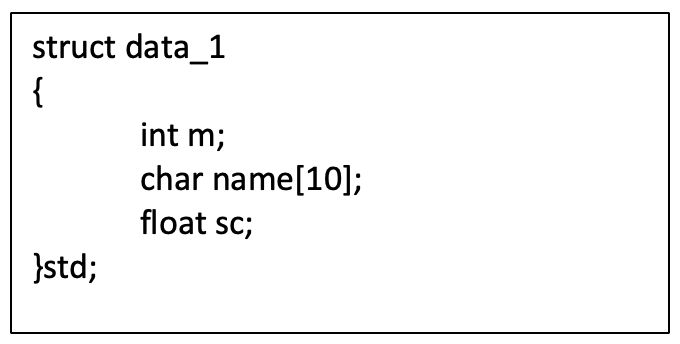 struct data_1
{
int m;
char name[10];
float sc;
}std;